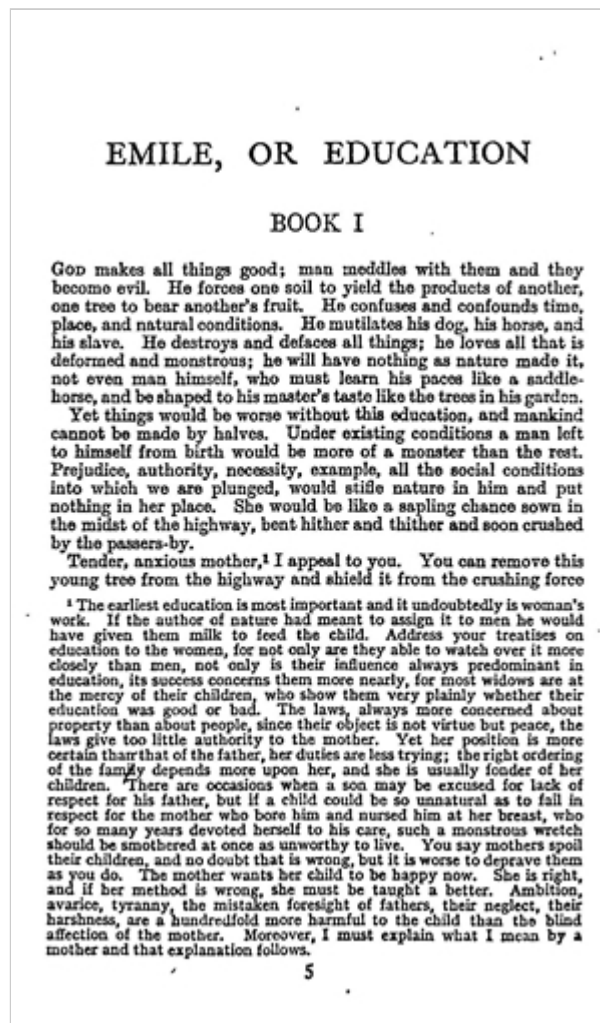 EMILE, OR EDUCATION
BOOK I
GOD makes all things good; man meddles with them and they
become evil. He forces one soil to yield the products of another,
one tree to bear another's fruit. He confuses and confounds time,
place, and natural conditions. He mutilates his dog, his horse, and
his slave. He destroys and defaces all things; he loves all that is
deformed and monstrous; he will have nothing as nature made it,
not even man himself, who must learn his paces like a saddle-
horse, and be shaped to his master's taste like the trees in his garden.
Yet things would be worse without this education, and mankind
cannot be made by halves. Under existing conditions a man left
to himself from birth would be more of a monster than the rest.
Prejudice, authority, necessity, example, all the social conditions
into which we are plunged, would stifle nature in him and put
nothing in her place. She would be like a sapling chance sown in
the midst of the highway, bent hither and thither and soon crushed
by the passers-by.
Tender, anxious mother,¹ I appeal to you. You can remove this
young tree from the highway and shield it from the crushing force
¹ The earliest education is most important and it undoubtedly is woman's
work. If the author of nature had meant to assign it to men he would
have given them milk to feed the child. Address your treatises on
education to the women, for not only are they able to watch over it more
closely than men, not only is their influence always predominant in
education, its success concerns them more nearly, for most widows are at
the mercy of their children, who show them very plainly whether their
education was good or bad. The laws, always more concerned about
property than about people, since their object is not virtue but peace, the
laws give too little authority to the mother. Yet her position is more
certain than that of the father, her duties are less trying; the right ordering
of the family depends more upon her, and she is usually fonder of her
children. There are occasions when a son may be excused for lack of
respect for his father, but if a child could be so unnatural as to fail in
respect for the mother who bore him and nursed him at her breast, who
for so many years devoted herself to his care, such a monstrous wretch
should be smothered at once as unworthy to live. You say mothers spoil
their children, and no doubt that is wrong, but it is worse to deprave them
as you do. The mother wants her child to be happy now. She is right,
and if her method is wrong, she must be taught a better. Ambition,
avarice, tyranny, the mistaken foresight of fathers, their neglect, their
harshness, are a hundredfold more harmful to the child than the blind
affection of the mother. Moreover, I must explain what I mean by a
mother and that explanation follows.
5